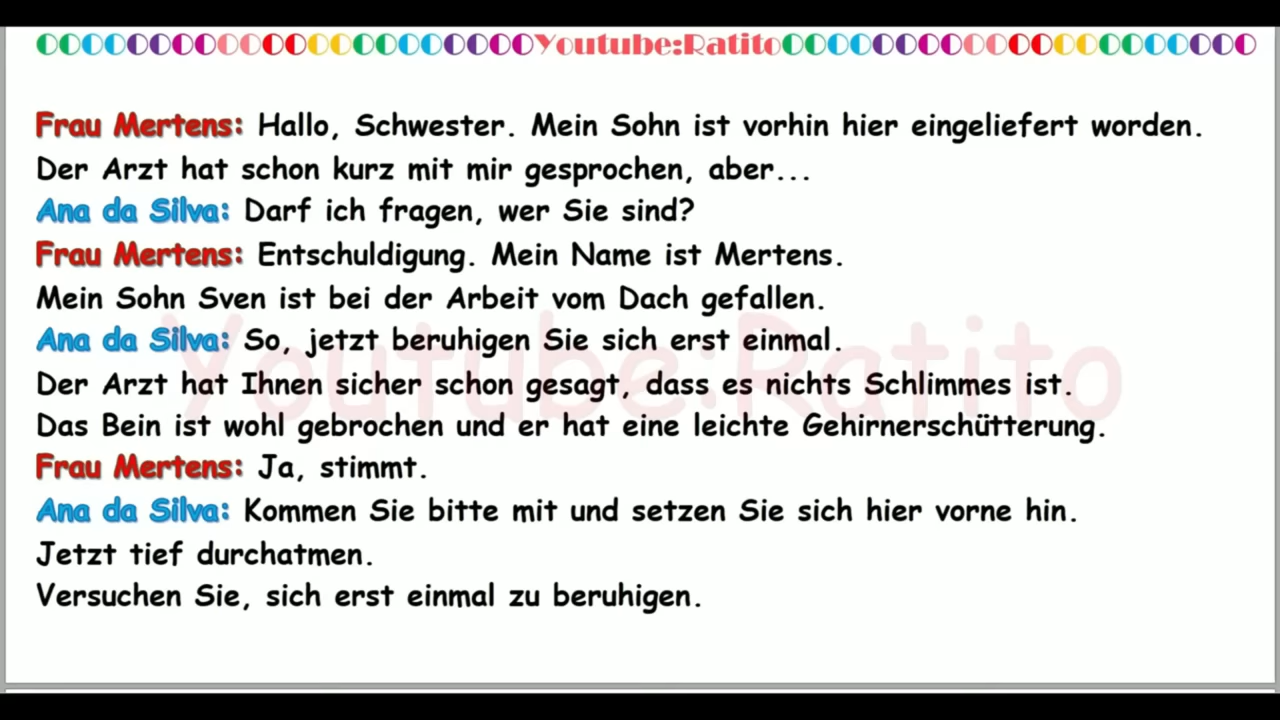 Youtube:Ratito
Frau Mertens: Hallo, Schwester. Mein Sohn ist vorhin hier eingeliefert worden.
Der Arzt hat schon kurz mit mir gesprochen, aber...
Ana da Silva: Darf ich fragen, wer Sie sind?
Frau Mertens: Entschuldigung. Mein Name ist Mertens.
Mein Sohn Sven ist bei der Arbeit vom Dach gefallen.
Ana da Silva: So, jetzt beruhigen Sie sich erst einmal.
Youtube:Ratito
Der Arzt hat Ihnen sicher schon gesagt, dass es nichts Schlimmes ist.
Das Bein ist wohl gebrochen und er hat eine leichte Gehirnerschütterung.
Frau Mertens: Ja, stimmt.
Ana da Silva: Kommen Sie bitte mit und setzen Sie sich hier vorne hin.
Jetzt tief durchatmen.
Versuchen Sie, sich erst einmal zu beruhigen.